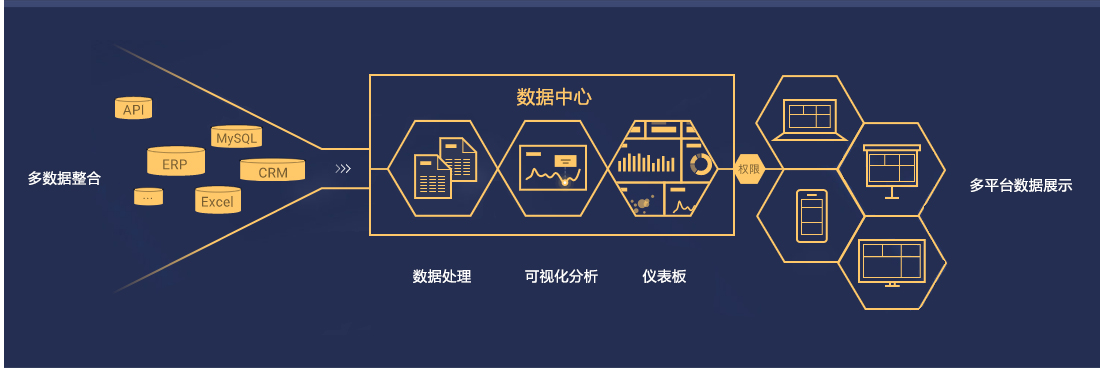 多数据整合
API
MySQL
ERP
CRM
...
Excel
数据中心
数据处理
可视化分析
仪表板
权限
多平台数据展示